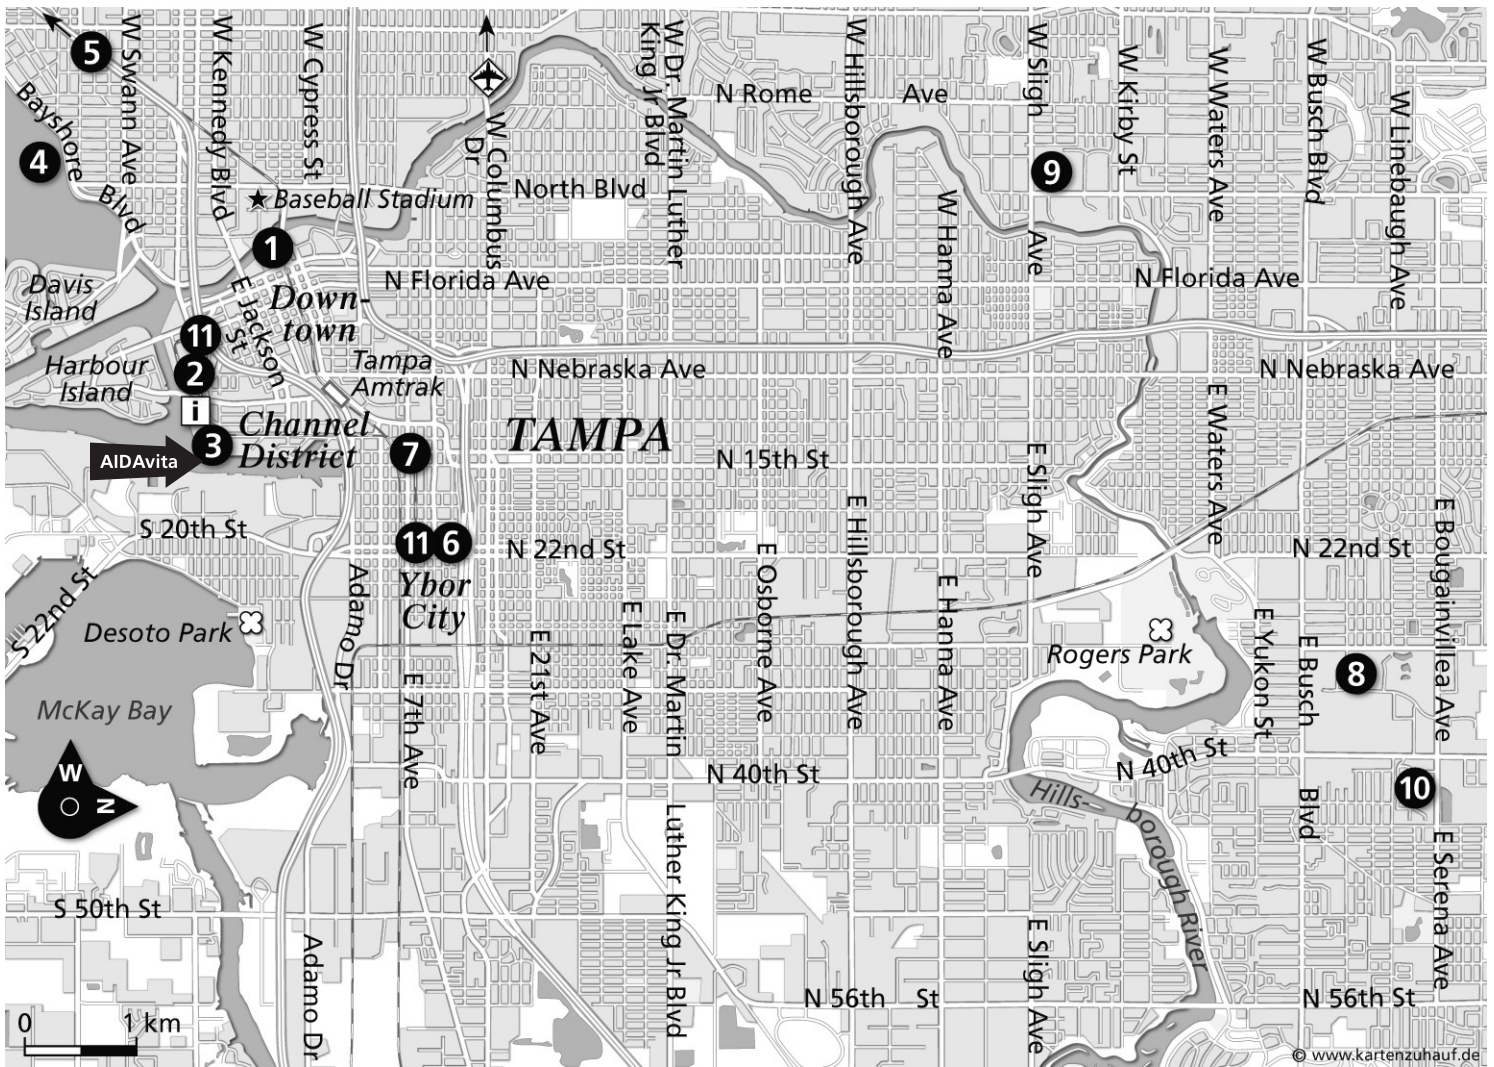 5
W Swann Ave
W Kennedy Blvd
W Cypress St
W Columbus
Dr
W Dr. Martin Luther
King Jr Blvd
W Hillsborough Ave
W Sligh
Ave
W Kirby St
W Waters Ave
W Busch Blvd
W Linebaugh Ave
N Rome
Ave
Bayshore
Blvd
4
9
North Blvd
Baseball Stadium
W Hanna Ave
1
N Florida Ave
N Florida Ave
Davis
Island
E Jackson
St
Down-
town
11
Harbour
Island
2
Tampa
Amtrak
N Nebraska Ave
N Nebraska Ave
i
Channel
District
3
AIDAvita
7
TAMPA
N 15th St
E Sligh Ave
E Waters Ave
S 20th St
11
6
Ybor
City
N 22nd St
N 22nd St
S 22nd St
Adamo Dr
E Osborne Ave
E Hillsborough Ave
E Hanna Ave
E Bougainvillea Ave
Desoto Park
E 21st Ave
E Lake Ave
E Dr. Martin
Luther King Jr Blvd
Rogers Park
E Yukon St
E Busch
Blvd
8
McKay Bay
E 7th Ave
W
N
N 40th St
N 40th St
10
Hills-
borough River
E Serena Ave
S 50th St
Adamo Dr
E Sligh Ave
N 56th
St
N 56th St
0
1 km
© www.kartenzuhauf.de